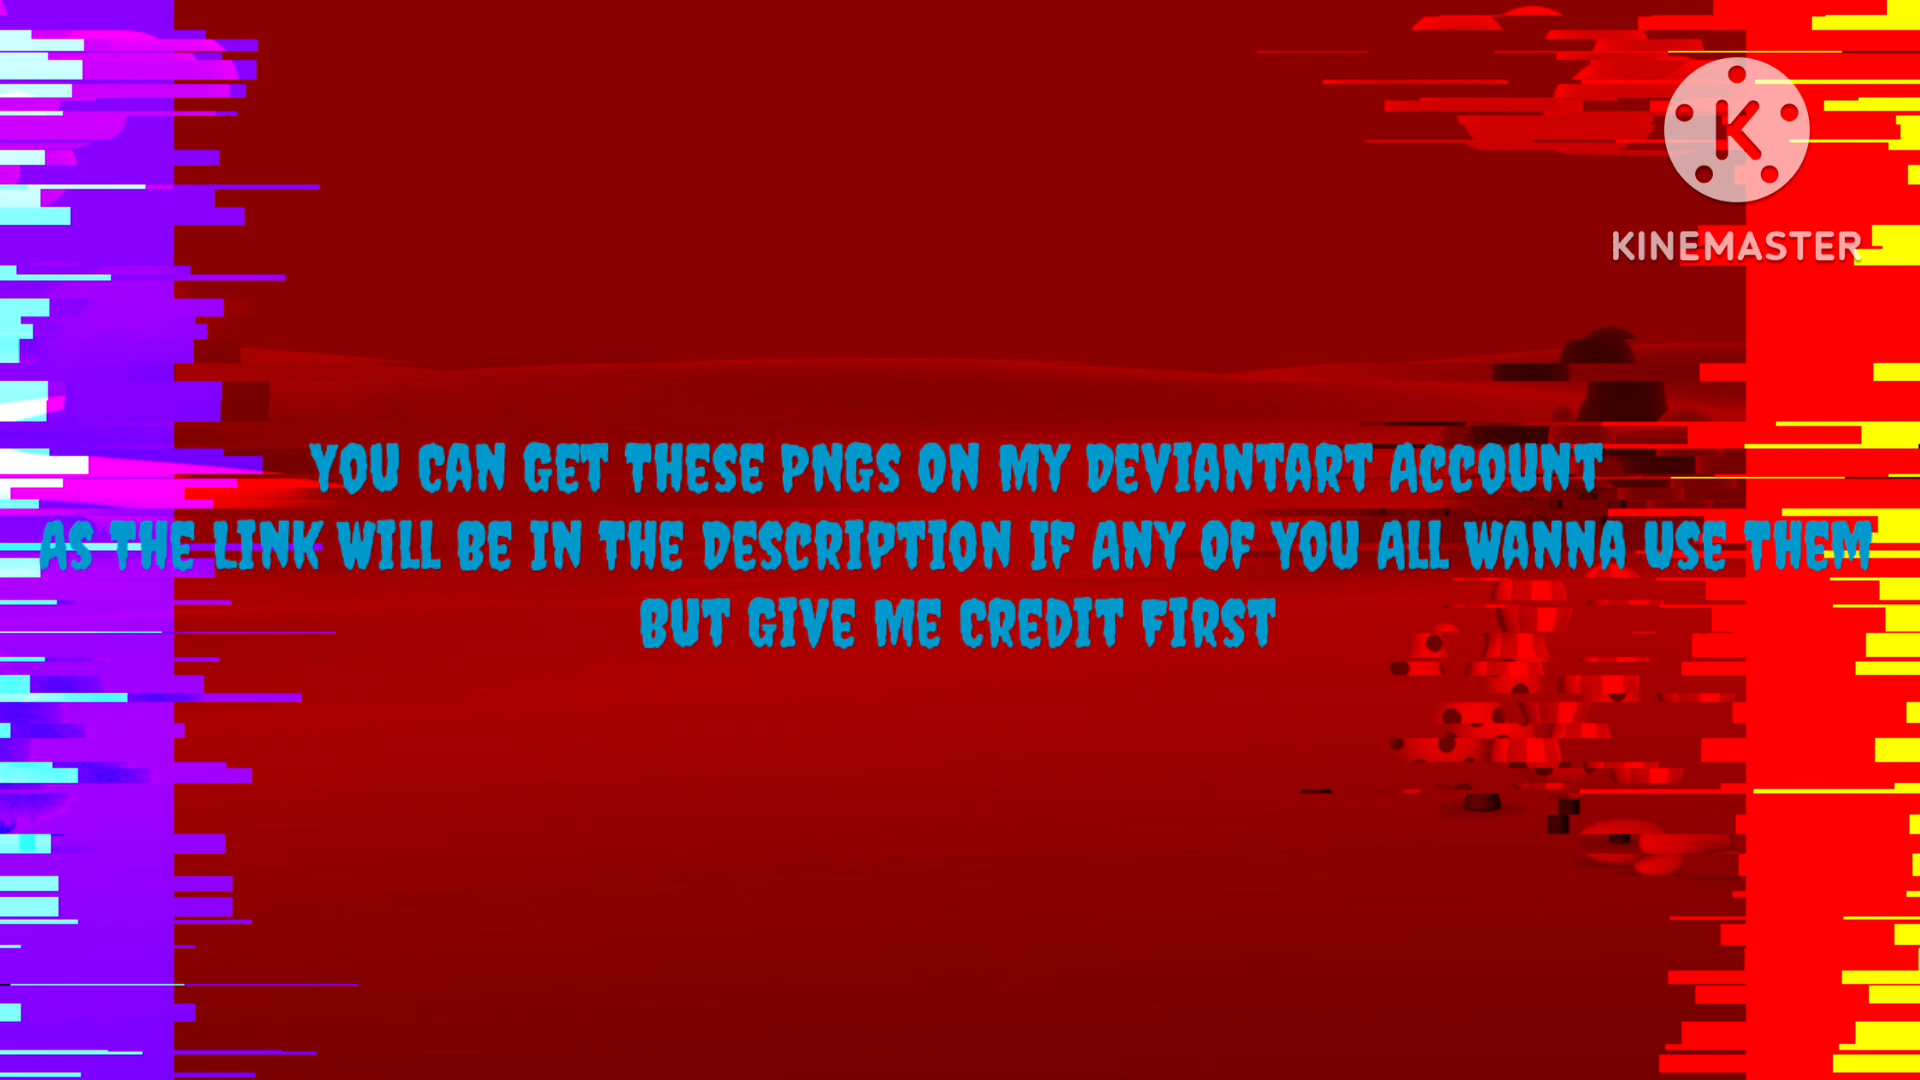 K
KINEMASTER
YOU CAN GET THESE PNGS ON MY DEVIANTART ACCOUNT
AS THE LINK WILL BE IN THE DESCRIPTION IF ANY OF YOU ALL WANNA USE THEM
BUT GIVE ME CREDIT FIRST